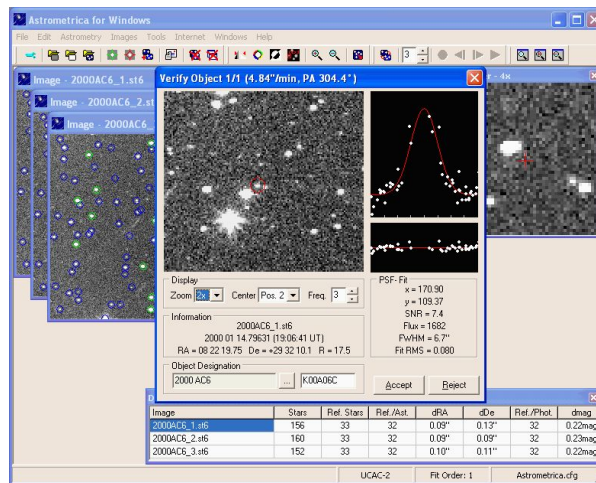 Astrometrica for Windows
File Edit Astrometry Images Tools Internet Windows Help
3
Image - 2000AC6_1.st6
Image - 2000AC6_2.st
Image - 2000AC6_
Verify Object 1/1 (4.84"/min, PA 304.4°)
r - 4x
Display
Zoom 2x Center Pos. 2 Freq. 3
Information
2000AC6_1.st6
2000 01 14.79631 (19:06:41 UT)
RA = 08 22 19.75 De = +29 32 10.1 R = 17.5
Object Designation
2000 AC6 ... K00A06C
PSF-Fit
x = 170.90
y = 109.37
SNR = 7.4
Flux = 1682
FWHM = 6.7"
Fit RMS = 0.080
Accept Reject
D
Image Stars Ref. Stars Ref./Ast. dRA dDe Ref./Phot. dmag
2000AC6_1.st6 156 33 32 0.09" 0.13" 32 0.22mag
2000AC6_2.st6 160 33 32 0.09" 0.09" 32 0.23mag
2000AC6_3.st6 152 33 32 0.10" 0.11" 32 0.22mag
UCAC-2 Fit Order: 1 Astrometrica.cfg